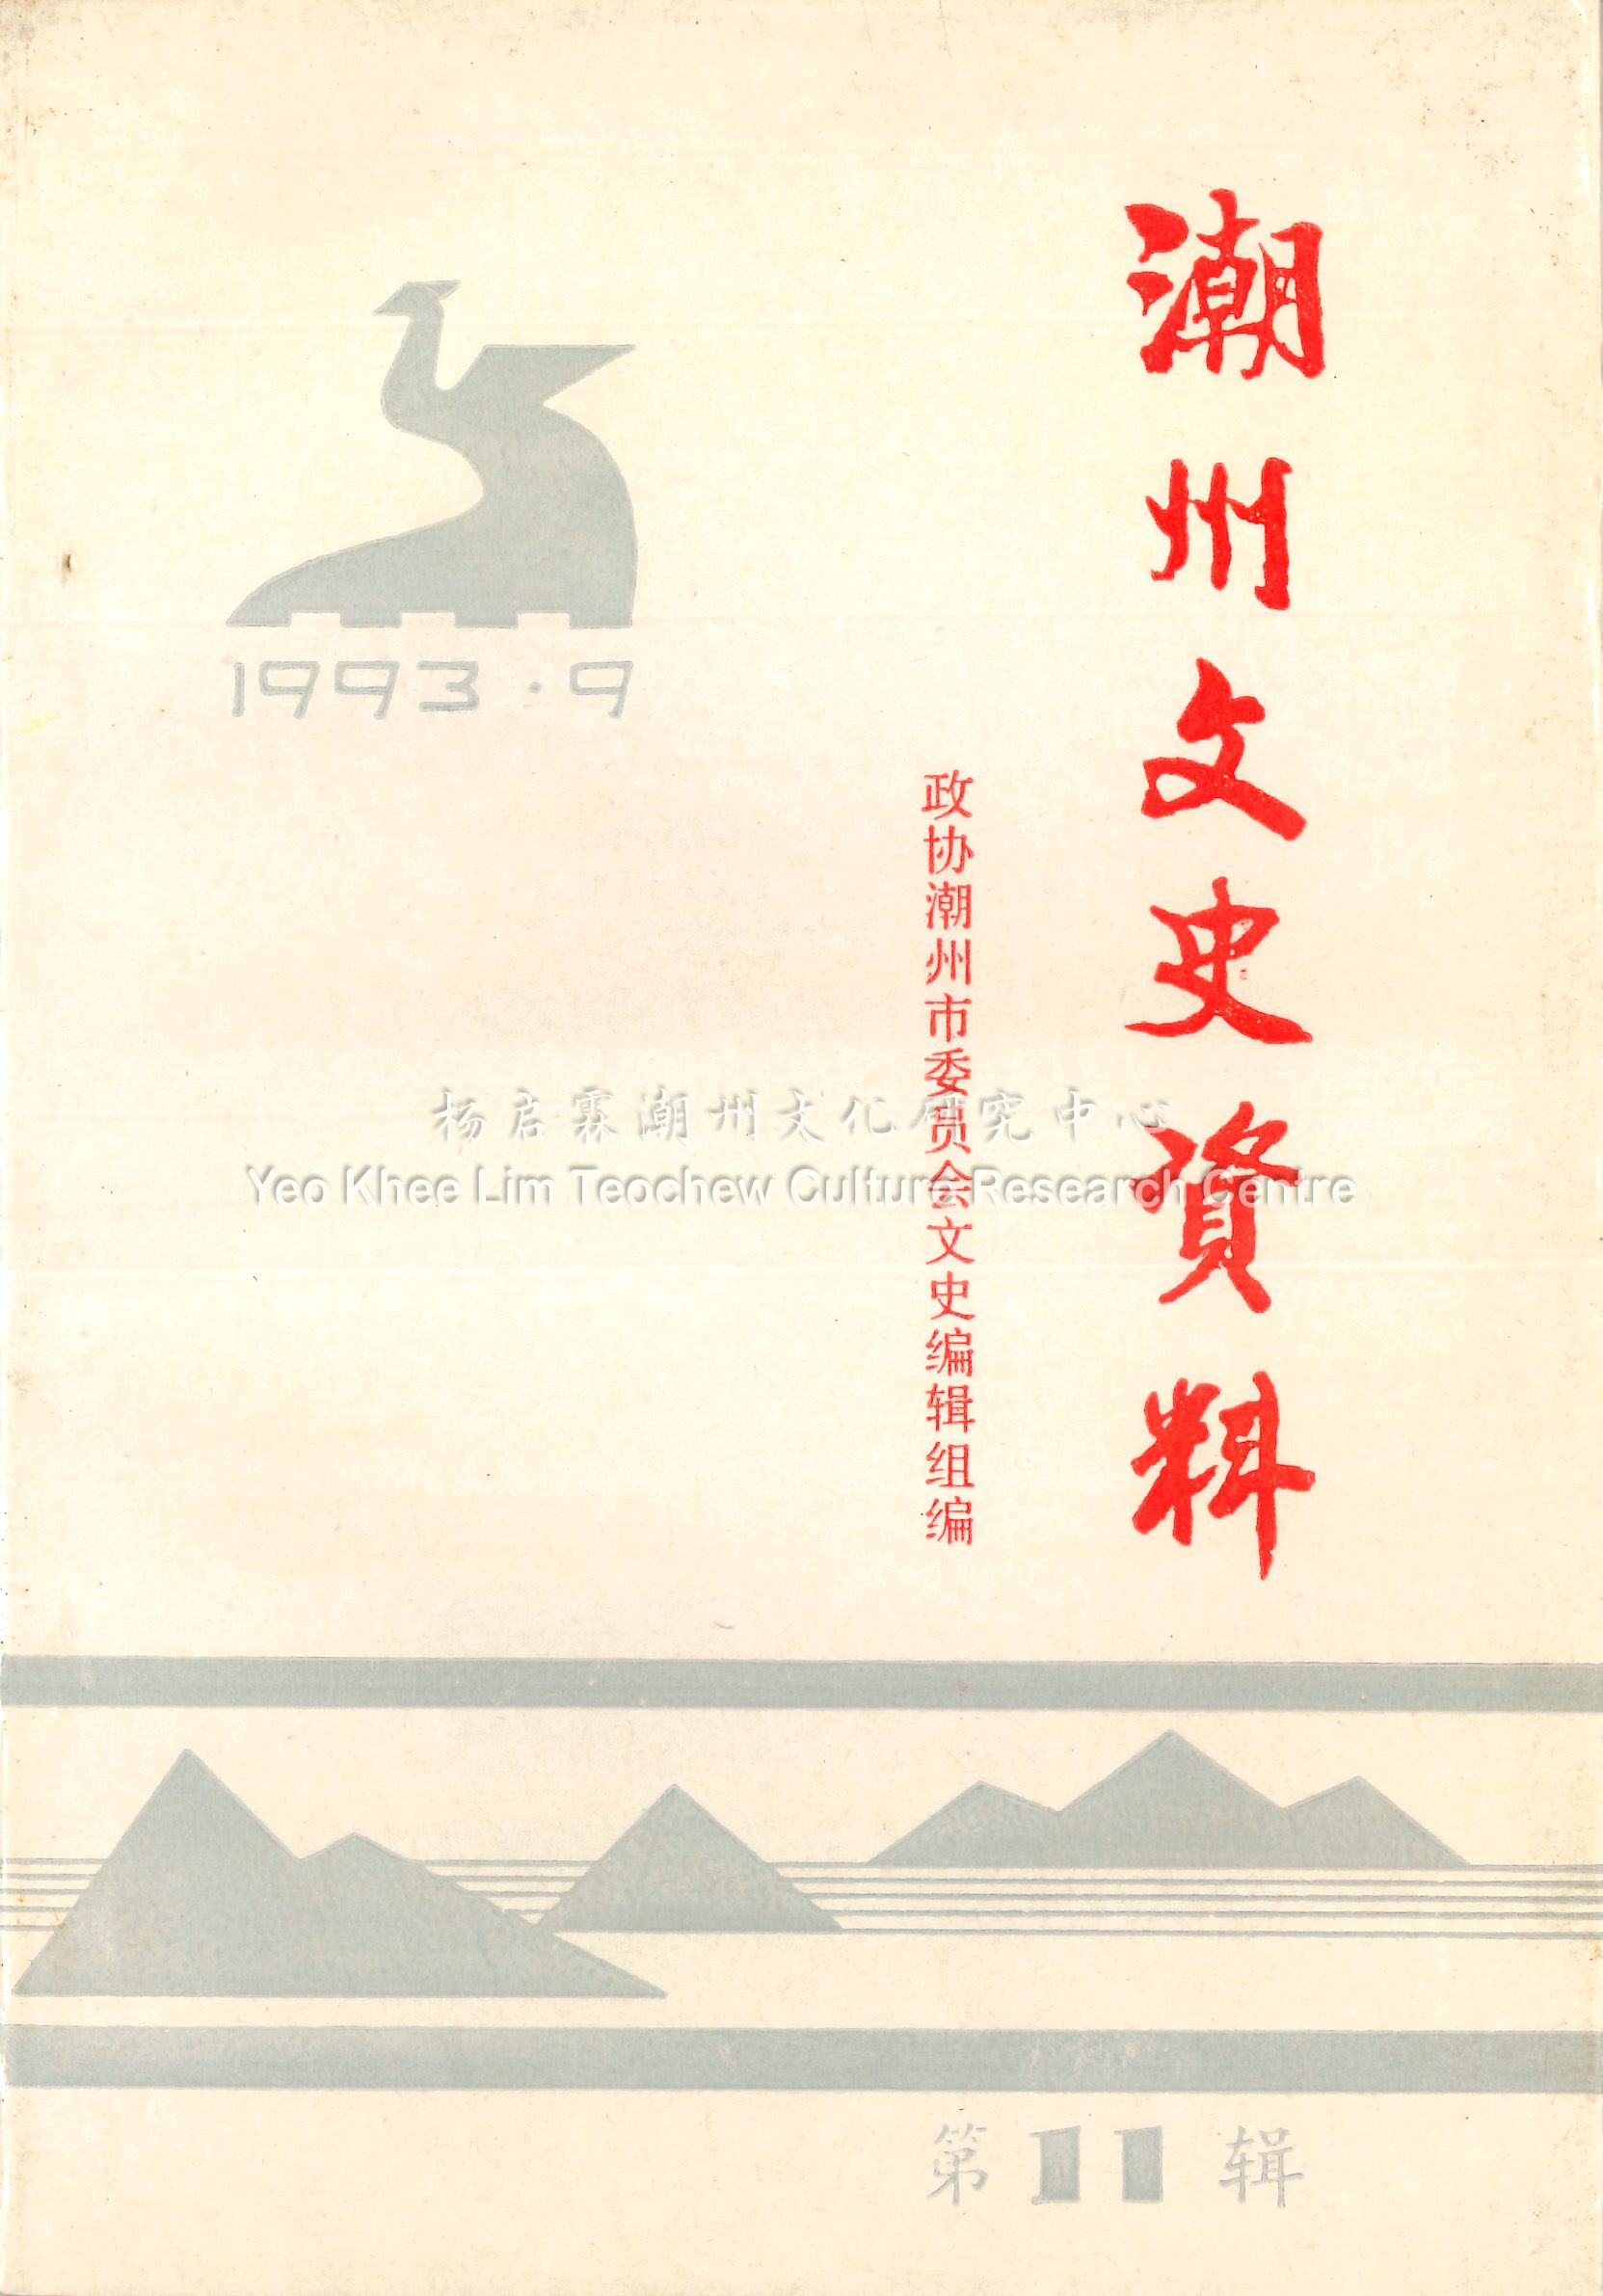 潮州文史資料
政协潮州市委员会文史编辑组编
1993·9
杨启霖潮州文化研究中心
Yeo Khee Lim Teochew Culture Research Centre
第11辑